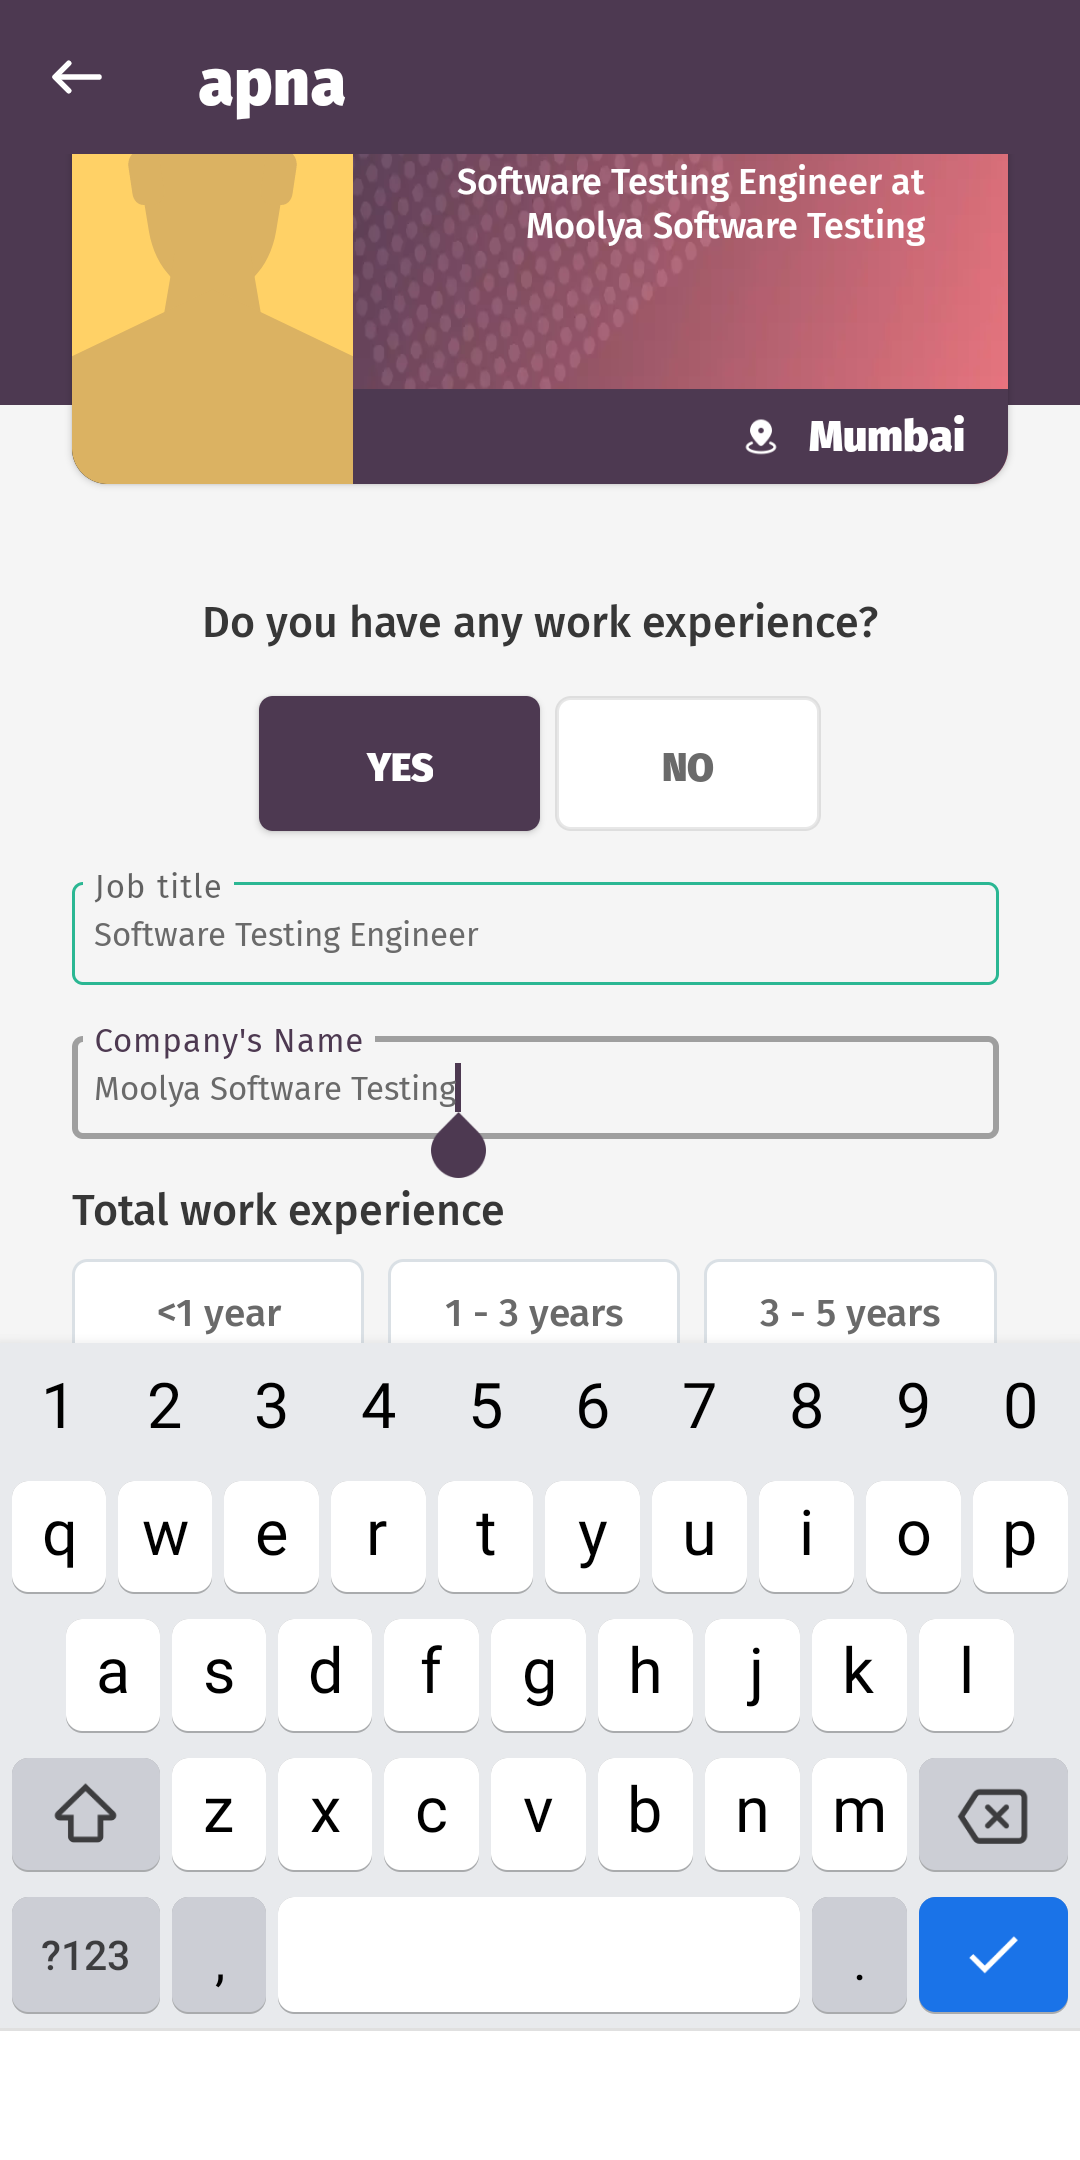 apna
Software Testing Engineer at
Moolya Software Testing
Mumbai
Do you have any work experience?
YES
NO
Job title
Software Testing Engineer
Company's Name
Moolya Software Testing
Total work experience
<1 year
1 - 3 years
3 - 5 years
1 2 3 4 5 6 7 8 9 0
q w e r t y u i o p
a s d f g h j k l
z x c v b n m
?123 , .